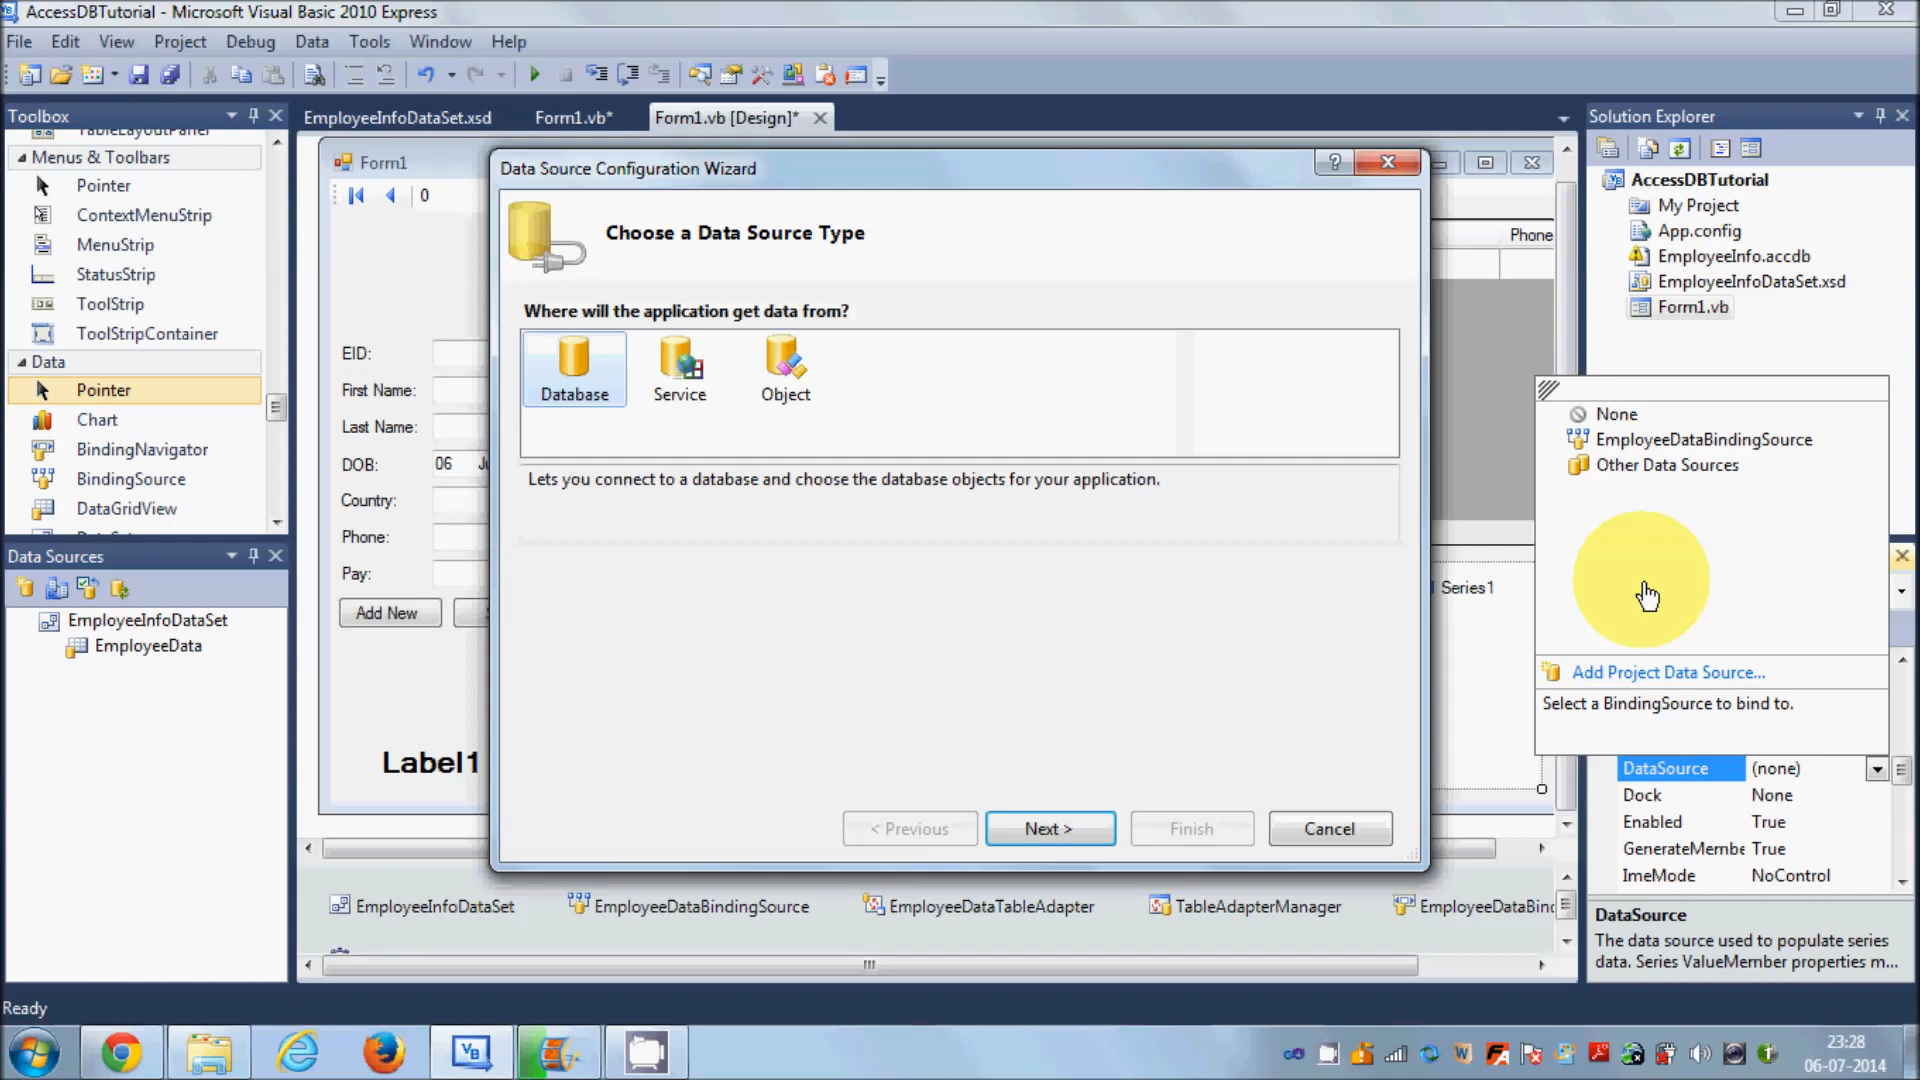 AccessDBTutorial - Microsoft Visual Basic 2010 Express
File Edit View Project Debug Data Tools Window Help
Toolbox
TableLayoutPanel
Menus & Toolbars
Pointer
ContextMenuStrip
MenuStrip
StatusStrip
ToolStrip
ToolStripContainer
Data
Pointer
Chart
BindingNavigator
BindingSource
DataGridView
Data Sources
EmployeeInfoDataSet
EmployeeData
EmployeeInfoDataSet.xsd Form1.vb* Form1.vb [Design]*
Form1
0
Phone
EID:
First Name:
Last Name:
DOB: 06
Country:
Phone:
Pay:
Add New
Label1
Series1
Data Source Configuration Wizard
Choose a Data Source Type
Where will the application get data from?
Database Service Object
Lets you connect to a database and choose the database objects for your application.
< Previous Next > Finish Cancel
EmployeeInfoDataSet EmployeeDataBindingSource EmployeeDataTableAdapter TableAdapterManager EmployeeDataBinc
Solution Explorer
AccessDBTutorial
My Project
App.config
EmployeeInfo.accdb
EmployeeInfoDataSet.xsd
Form1.vb
None
EmployeeDataBindingSource
Other Data Sources
Add Project Data Source...
Select a BindingSource to bind to.
DataSource (none)
Dock None
Enabled True
GenerateMembe True
ImeMode NoControl
DataSource
The data source used to populate series
data. Series ValueMember properties m...
Ready
23:28
06-07-2014